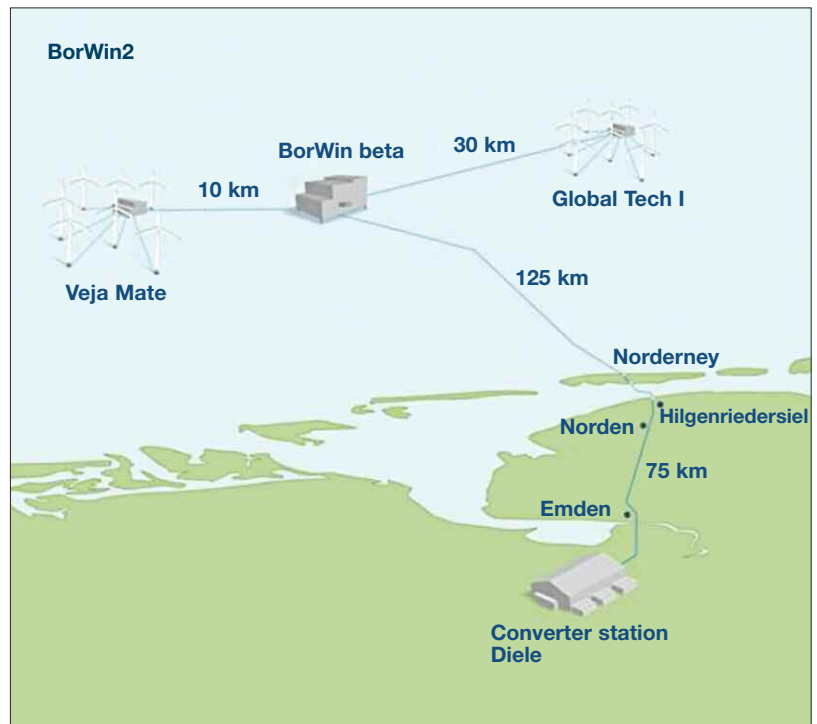 BorWin2
BorWin beta
30 km
10 km
Global Tech I
Veja Mate
125 km
Norderney
Hilgenriedersiel
Norden
75 km
Emden
Converter station
Diele